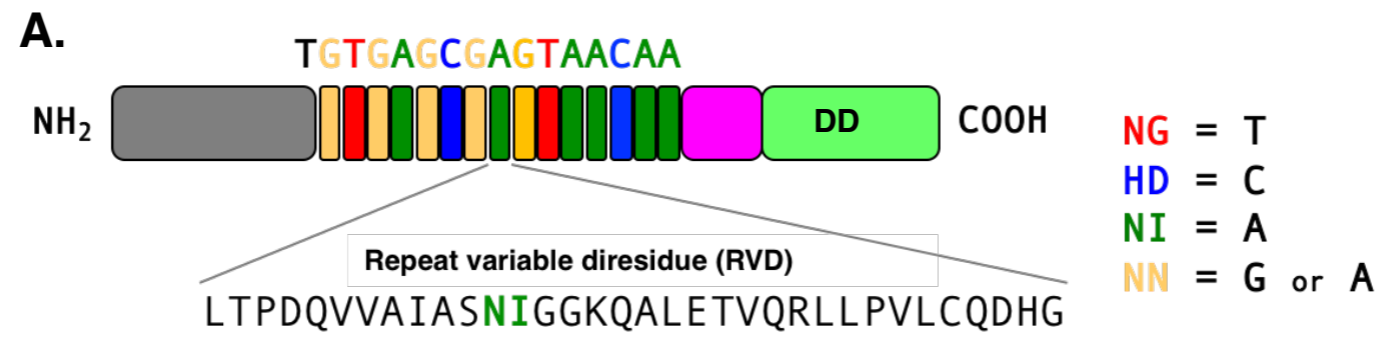 A.
TGTGAGCGAGTAACAA
NH2
DD
COOH
NG = T
HD = C
NI = A
NN = G or A
Repeat variable diresidue (RVD)
LTPDQVVAIASNIGGKQALETVQRLLPVLCQDHG